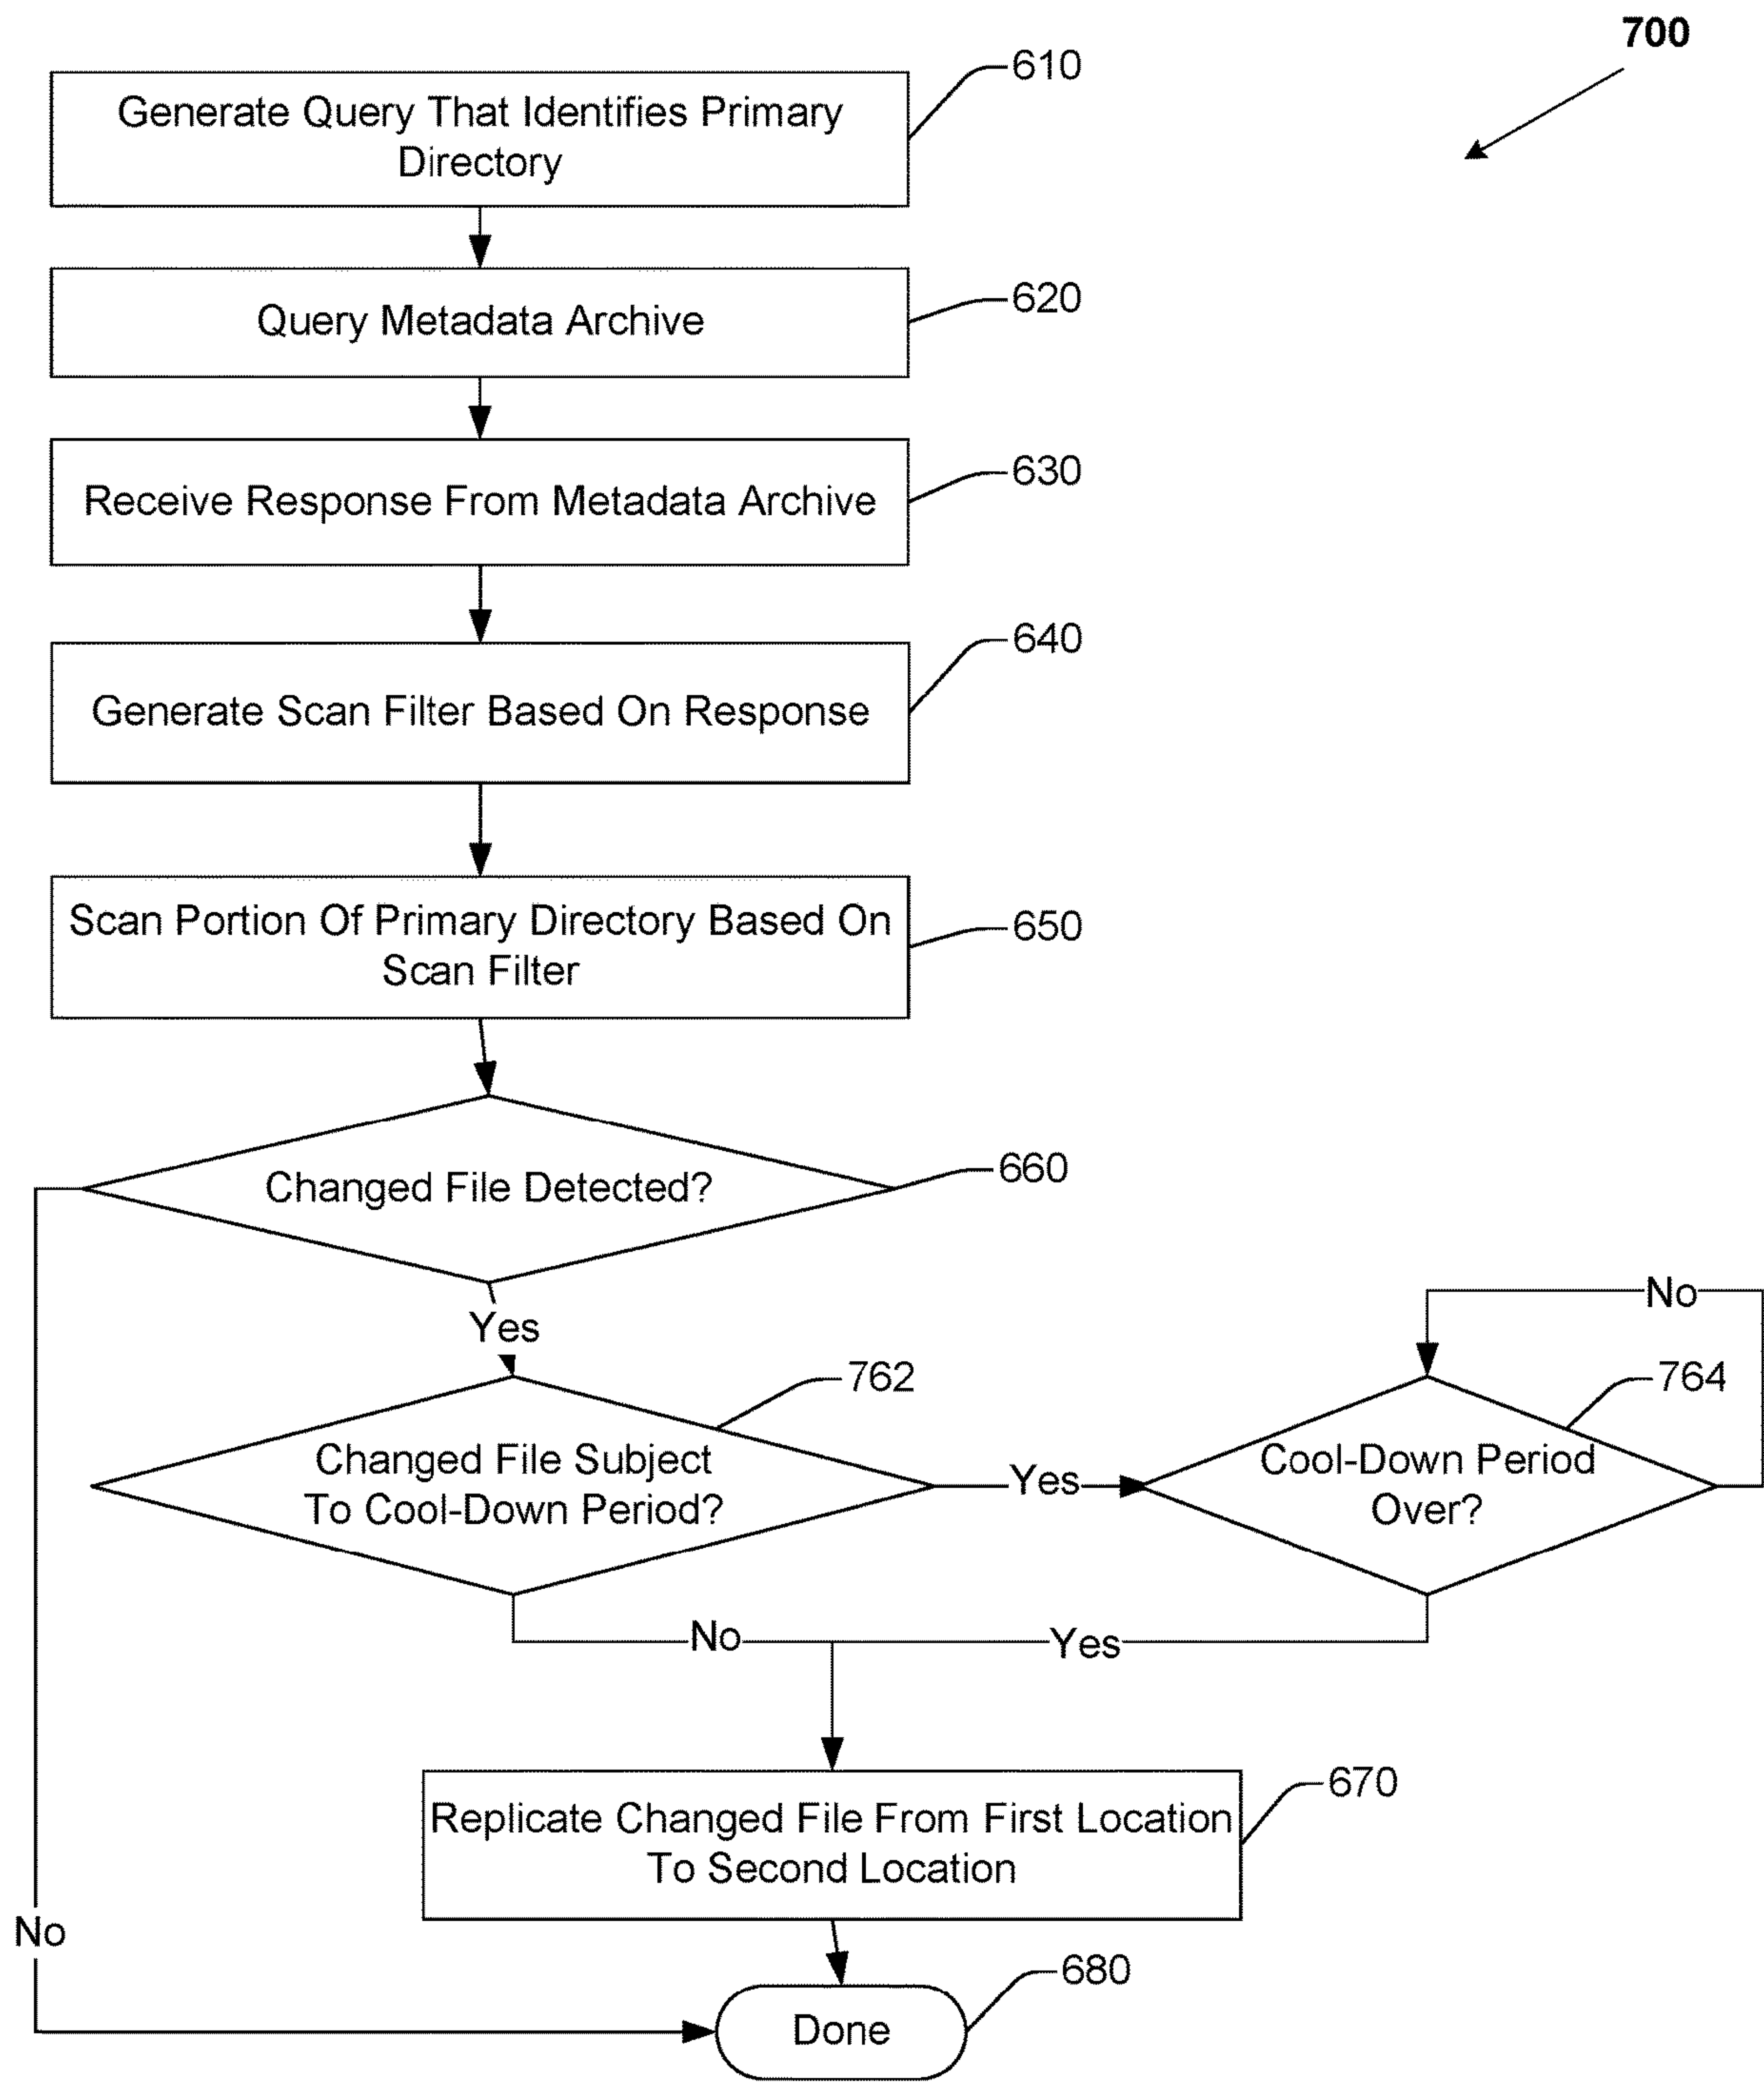 700
610
Generate Query That Identifies Primary
Directory
620
Query Metadata Archive
630
Receive Response From Metadata Archive
640
Generate Scan Filter Based On Response
650
Scan Portion Of Primary Directory Based On
Scan Filter
660
Changed File Detected?
Yes
No
762
764
Changed File Subject
To Cool-Down Period?
Yes
Cool-Down Period
Over?
No
Yes
670
Replicate Changed File From First Location
To Second Location
No
680
Done